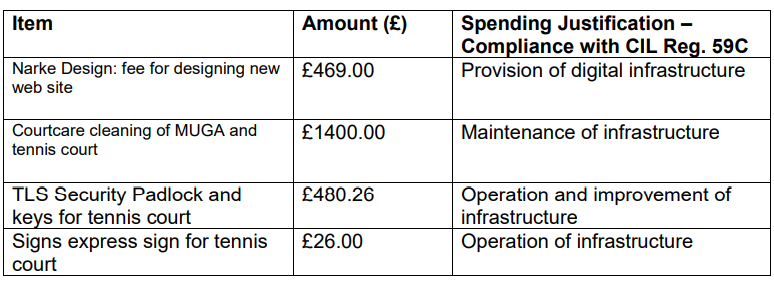 Item Amount (£) Spending Justification –
Compliance with CIL Reg. 59C
Narke Design: fee for designing new £469.00 Provision of digital infrastructure
web site
Courtcare cleaning of MUGA and £1400.00 Maintenance of infrastructure
tennis court
TLS Security Padlock and £480.26 Operation and improvement of
keys for tennis court infrastructure
Signs express sign for tennis £26.00 Operation of infrastructure
court